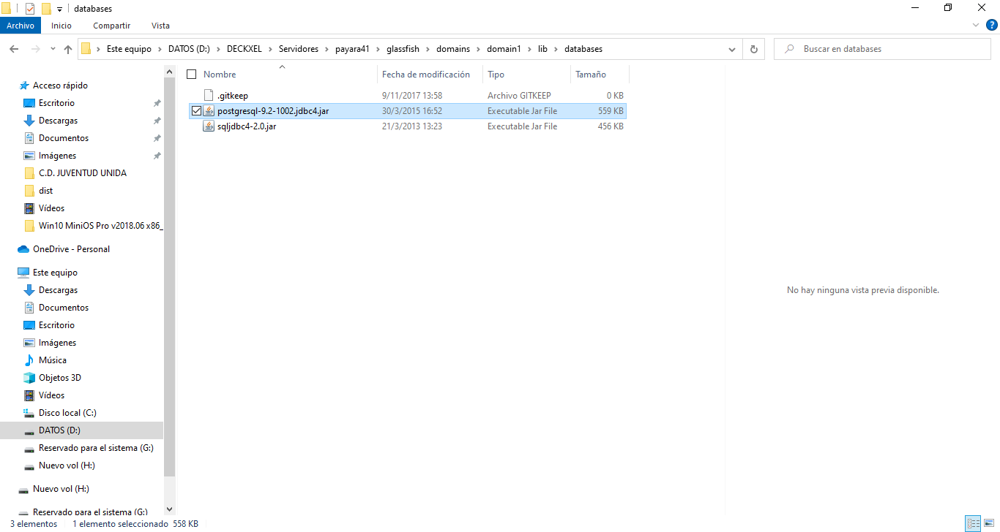 databases
Archivo Inicio Compartir Vista
Este equipo DATOS (D:) DECKXEL Servidores payara41 glassfish domains domain1 lib databases
Buscar en databases
Acceso rápido
Escritorio
Descargas
Documentos
Imágenes
C.D. JUVENTUD UNIDA
dist
Vídeos
Win10 MiniOS Pro v2018.06 x86_
OneDrive - Personal
Este equipo
Descargas
Documentos
Escritorio
Imágenes
Música
Objetos 3D
Vídeos
Disco local (C:)
DATOS (D:)
Reservado para el sistema (G:)
Nuevo vol (H:)
Nuevo vol (H:)
Reservado para el sistema (G:)
Nombre Fecha de modificación Tipo Tamaño
.gitkeep 9/11/2017 13:58 Archivo GITKEEP 0 KB
postgresql-9.2-1002.jdbc4.jar 30/3/2015 16:52 Executable Jar File 559 KB
sqljdbc4-2.0.jar 21/3/2013 13:23 Executable Jar File 456 KB
No hay ninguna vista previa disponible.
3 elementos 1 elemento seleccionado 558 KB